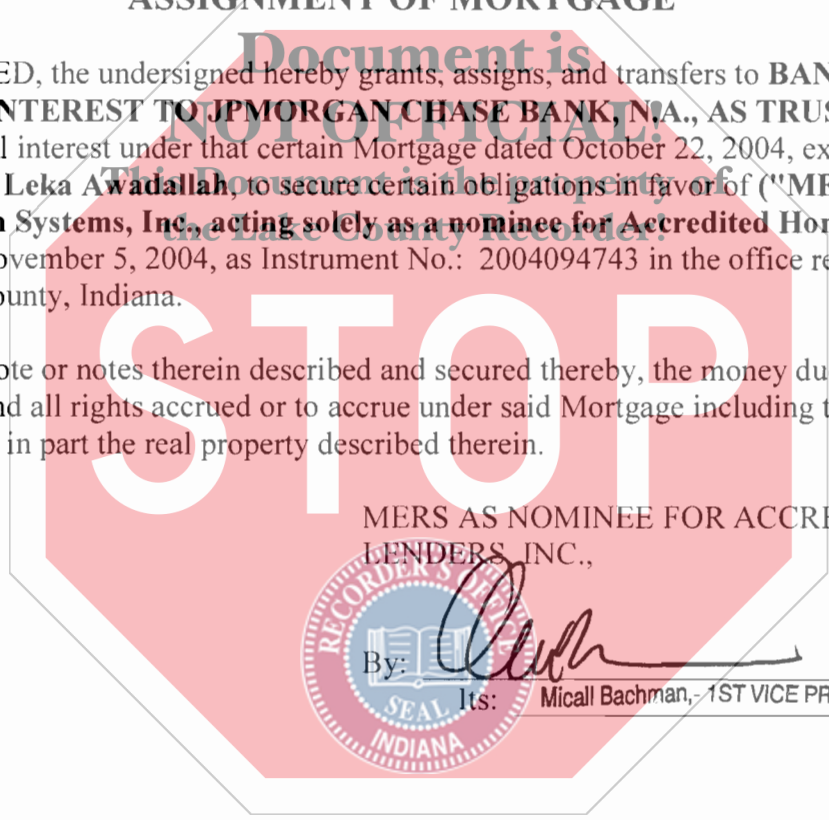 ASSIGNMENT OF MORTGAGE
Document is
ED, the undersigned hereby grants, assigns, and transfers to BAN
NOT OFFICIAL!
NTEREST TO JPMORGAN CHASE BANK, N.A., AS TRUS
l interest under that certain Mortgage dated October 22, 2004, ex
This Document is the property of
Leka Awadallah, to secure certain obligations in favor of ("ME
the Lake County Recorder!
n Systems, Inc., acting solely as a nominee for Accredited Hom
ovember 5, 2004, as Instrument No.: 2004094743 in the office re
ounty, Indiana.
STOP
ote or notes therein described and secured thereby, the money du
nd all rights accrued or to accrue under said Mortgage including t
in part the real property described therein.
MERS AS NOMINEE FOR ACCRE
LENDERS, INC.,
RECORDER'S OFFICE
By:
SEAL
Its: Micall Bachman,- 1ST VICE PR
INDIANA